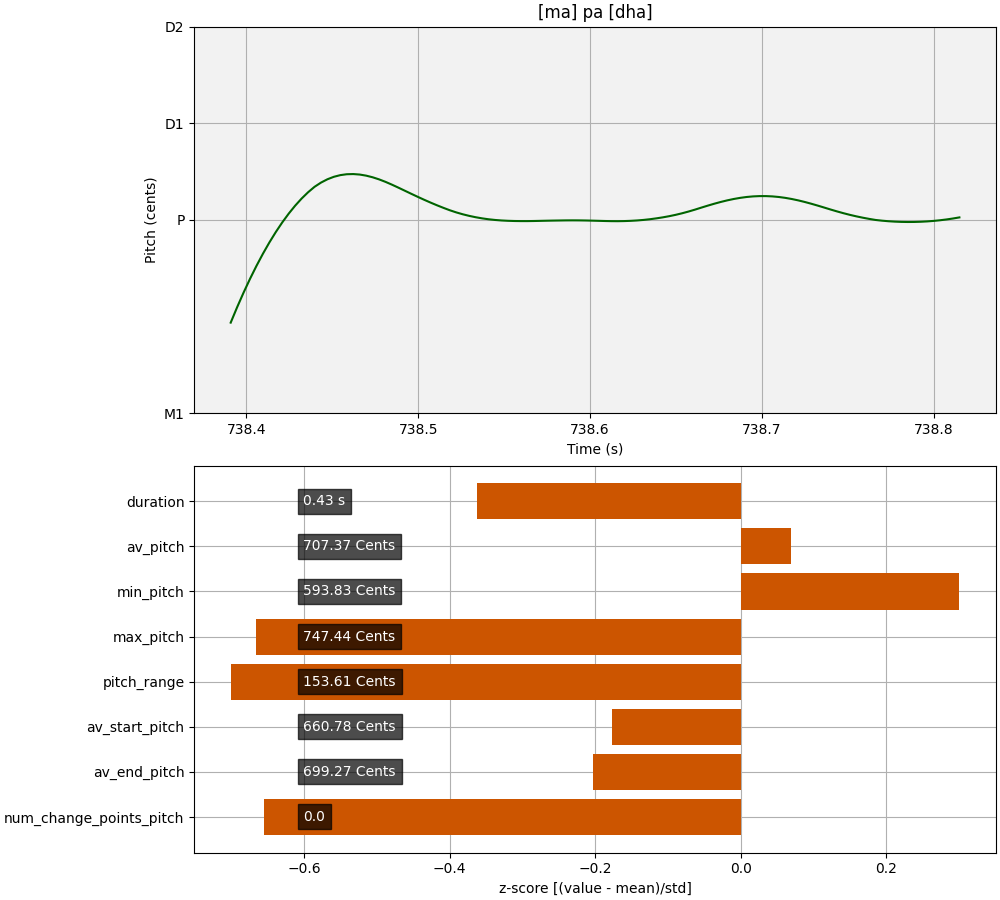 [ma] pa [dha]
D2
D1
P
M1
Pitch (cents)
738.4 738.5 738.6 738.7 738.8
Time (s)
duration 0.43 s
av_pitch 707.37 Cents
min_pitch 593.83 Cents
max_pitch 747.44 Cents
pitch_range 153.61 Cents
av_start_pitch 660.78 Cents
av_end_pitch 699.27 Cents
num_change_points_pitch 0.0
−0.6 −0.4 −0.2 0.0 0.2
z-score [(value - mean)/std]